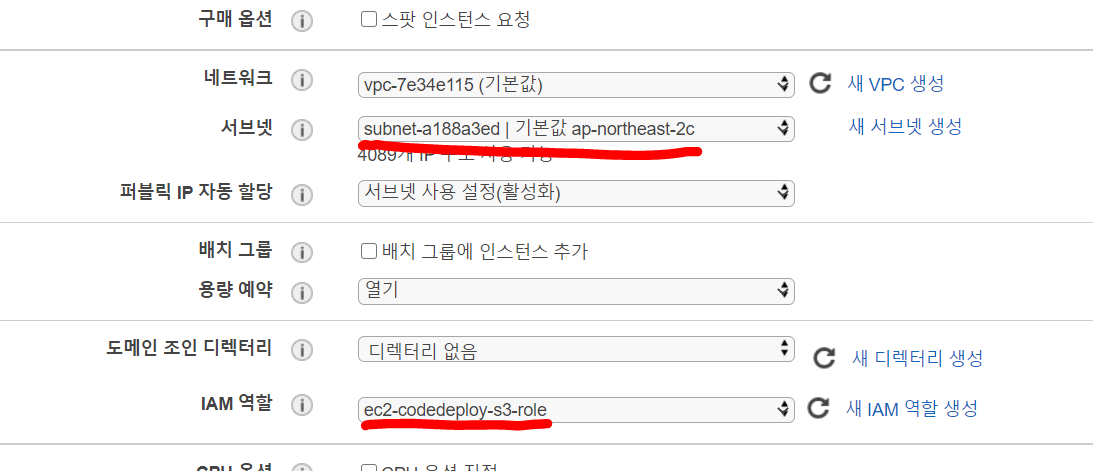 구매 옵션 스팟 인스턴스 요청
네트워크 vpc-7e34e115 (기본값) 새 VPC 생성
서브넷 subnet-a188a3ed | 기본값 ap-northeast-2c 새 서브넷 생성
4089개 IP
퍼블릭 IP 자동 할당 서브넷 사용 설정(활성화)
배치 그룹 배치 그룹에 인스턴스 추가
용량 예약 열기
도메인 조인 디렉터리 디렉터리 없음 새 디렉터리 생성
IAM 역할 ec2-codedeploy-s3-role 새 IAM 역할 생성
CPU 옵션 CPU 옵션 지정